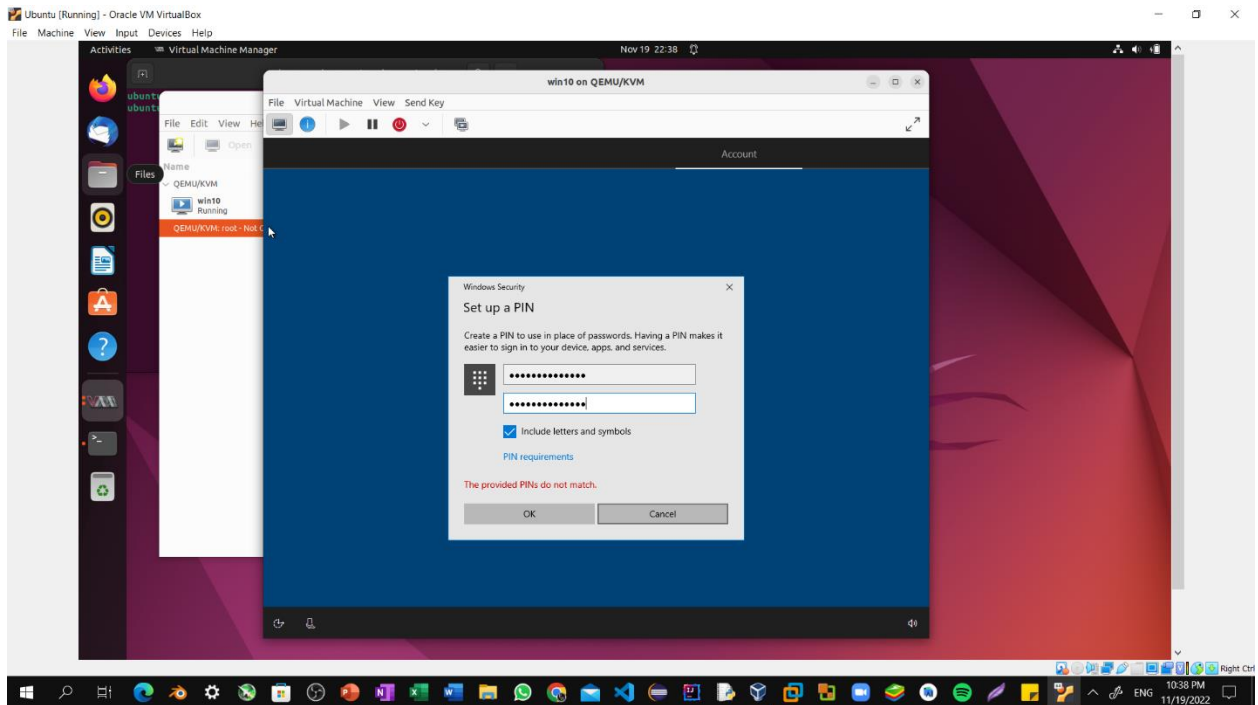 Ubuntu [Running] - Oracle VM VirtualBox
File Machine View Input Devices Help
Activities Virtual Machine Manager Nov 19 22:38
win10 on QEMU/KVM
ubunt
ubunt
File Virtual Machine View Send Key
File Edit View He
Open
Account
Name
Files
QEMU/KVM
win10
Running
QEMU/KVM: root - Not C
Windows Security
Set up a PIN
Create a PIN to use in place of passwords. Having a PIN makes it
easier to sign in to your device, apps, and services.
Include letters and symbols
PIN requirements
The provided PINs do not match.
OK Cancel
Right Ctrl
ENG
10:38 PM
11/19/2022